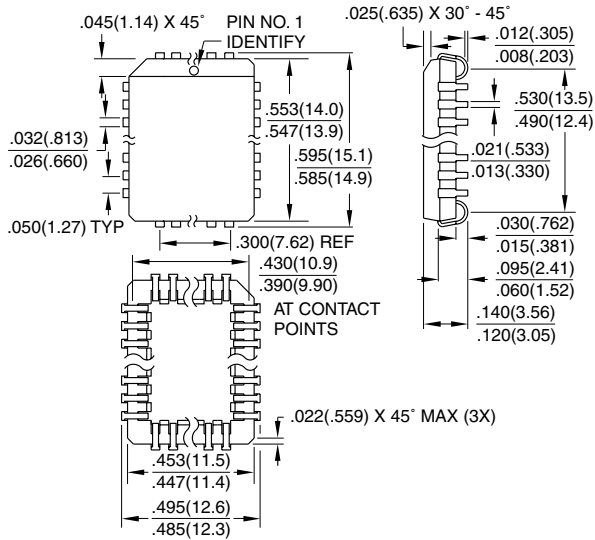 .045(1.14) X 45°
PIN NO. 1
IDENTIFY
.025(.635) X 30° - 45°
.012(.305)
.008(.203)
.553(14.0)
.547(13.9)
.530(13.5)
.490(12.4)
.032(.813)
.026(.660)
.595(15.1)
.585(14.9)
.021(.533)
.013(.330)
.050(1.27) TYP
.300(7.62) REF
.030(.762)
.015(.381)
.430(10.9)
.390(9.90)
AT CONTACT
POINTS
.095(2.41)
.060(1.52)
.140(3.56)
.120(3.05)
.022(.559) X 45° MAX (3X)
.453(11.5)
.447(11.4)
.495(12.6)
.485(12.3)